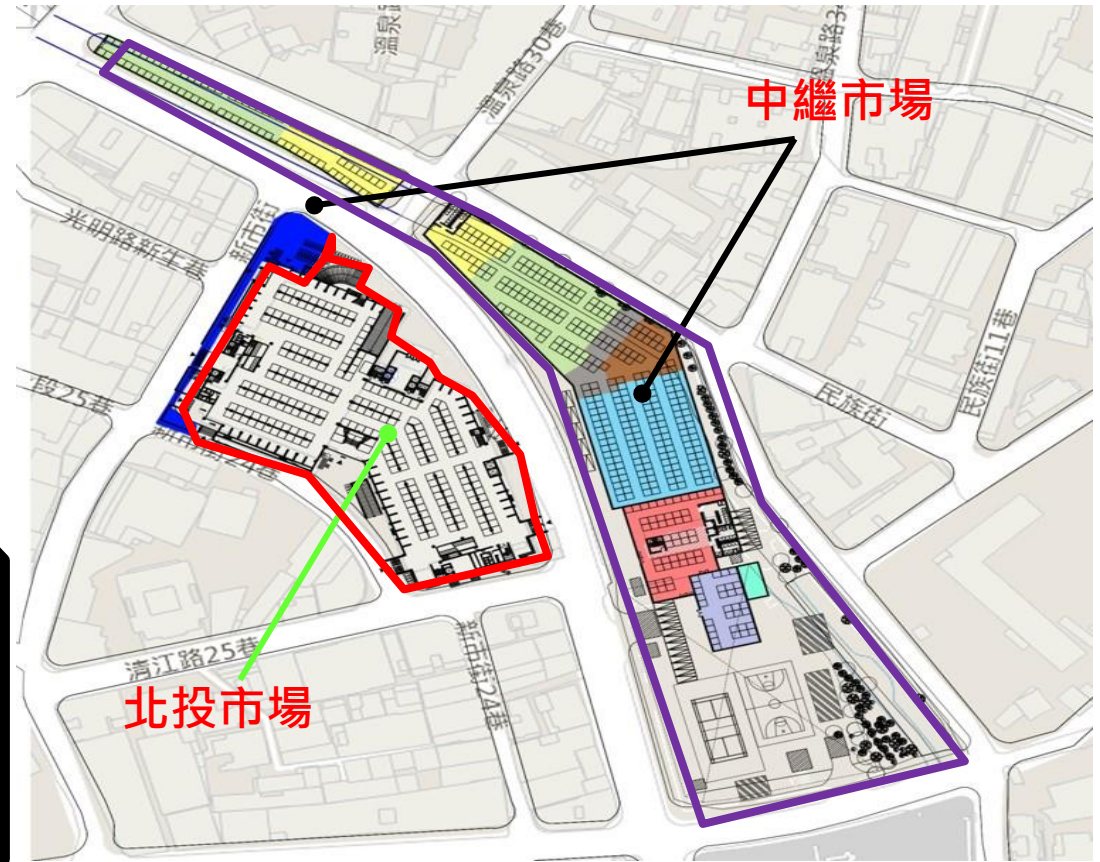 溫泉路30巷
中繼市場
新市街
光明路新生巷
民族街11巷
民族街
段25巷
新市街24巷
清江路25巷
新市街24巷
北投市場